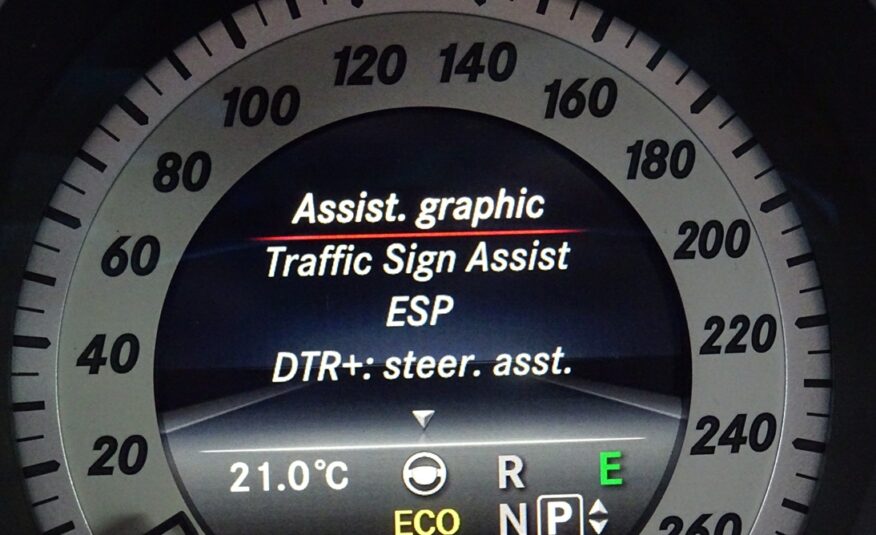 120 140
100 160
80 180
60 200
40 220
20 240
260
Assist. graphic
Traffic Sign Assist
ESP
DTR+: steer. asst.
21.0°C R E
ECO N P